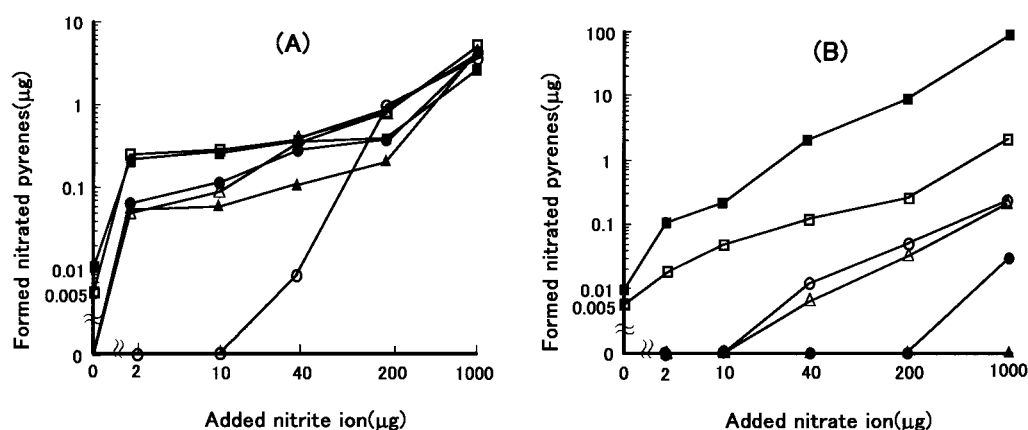 (A)
Formed nitrated pyrenes(μg)
10
1
0.1
0.01
0.005
0
0 2 10 40 200 1000
Added nitrite ion(μg)
(B)
Formed nitrated pyrenes(μg)
100
10
1
0.1
0.01
0.005
0
0 2 10 40 200 1000
Added nitrate ion(μg)